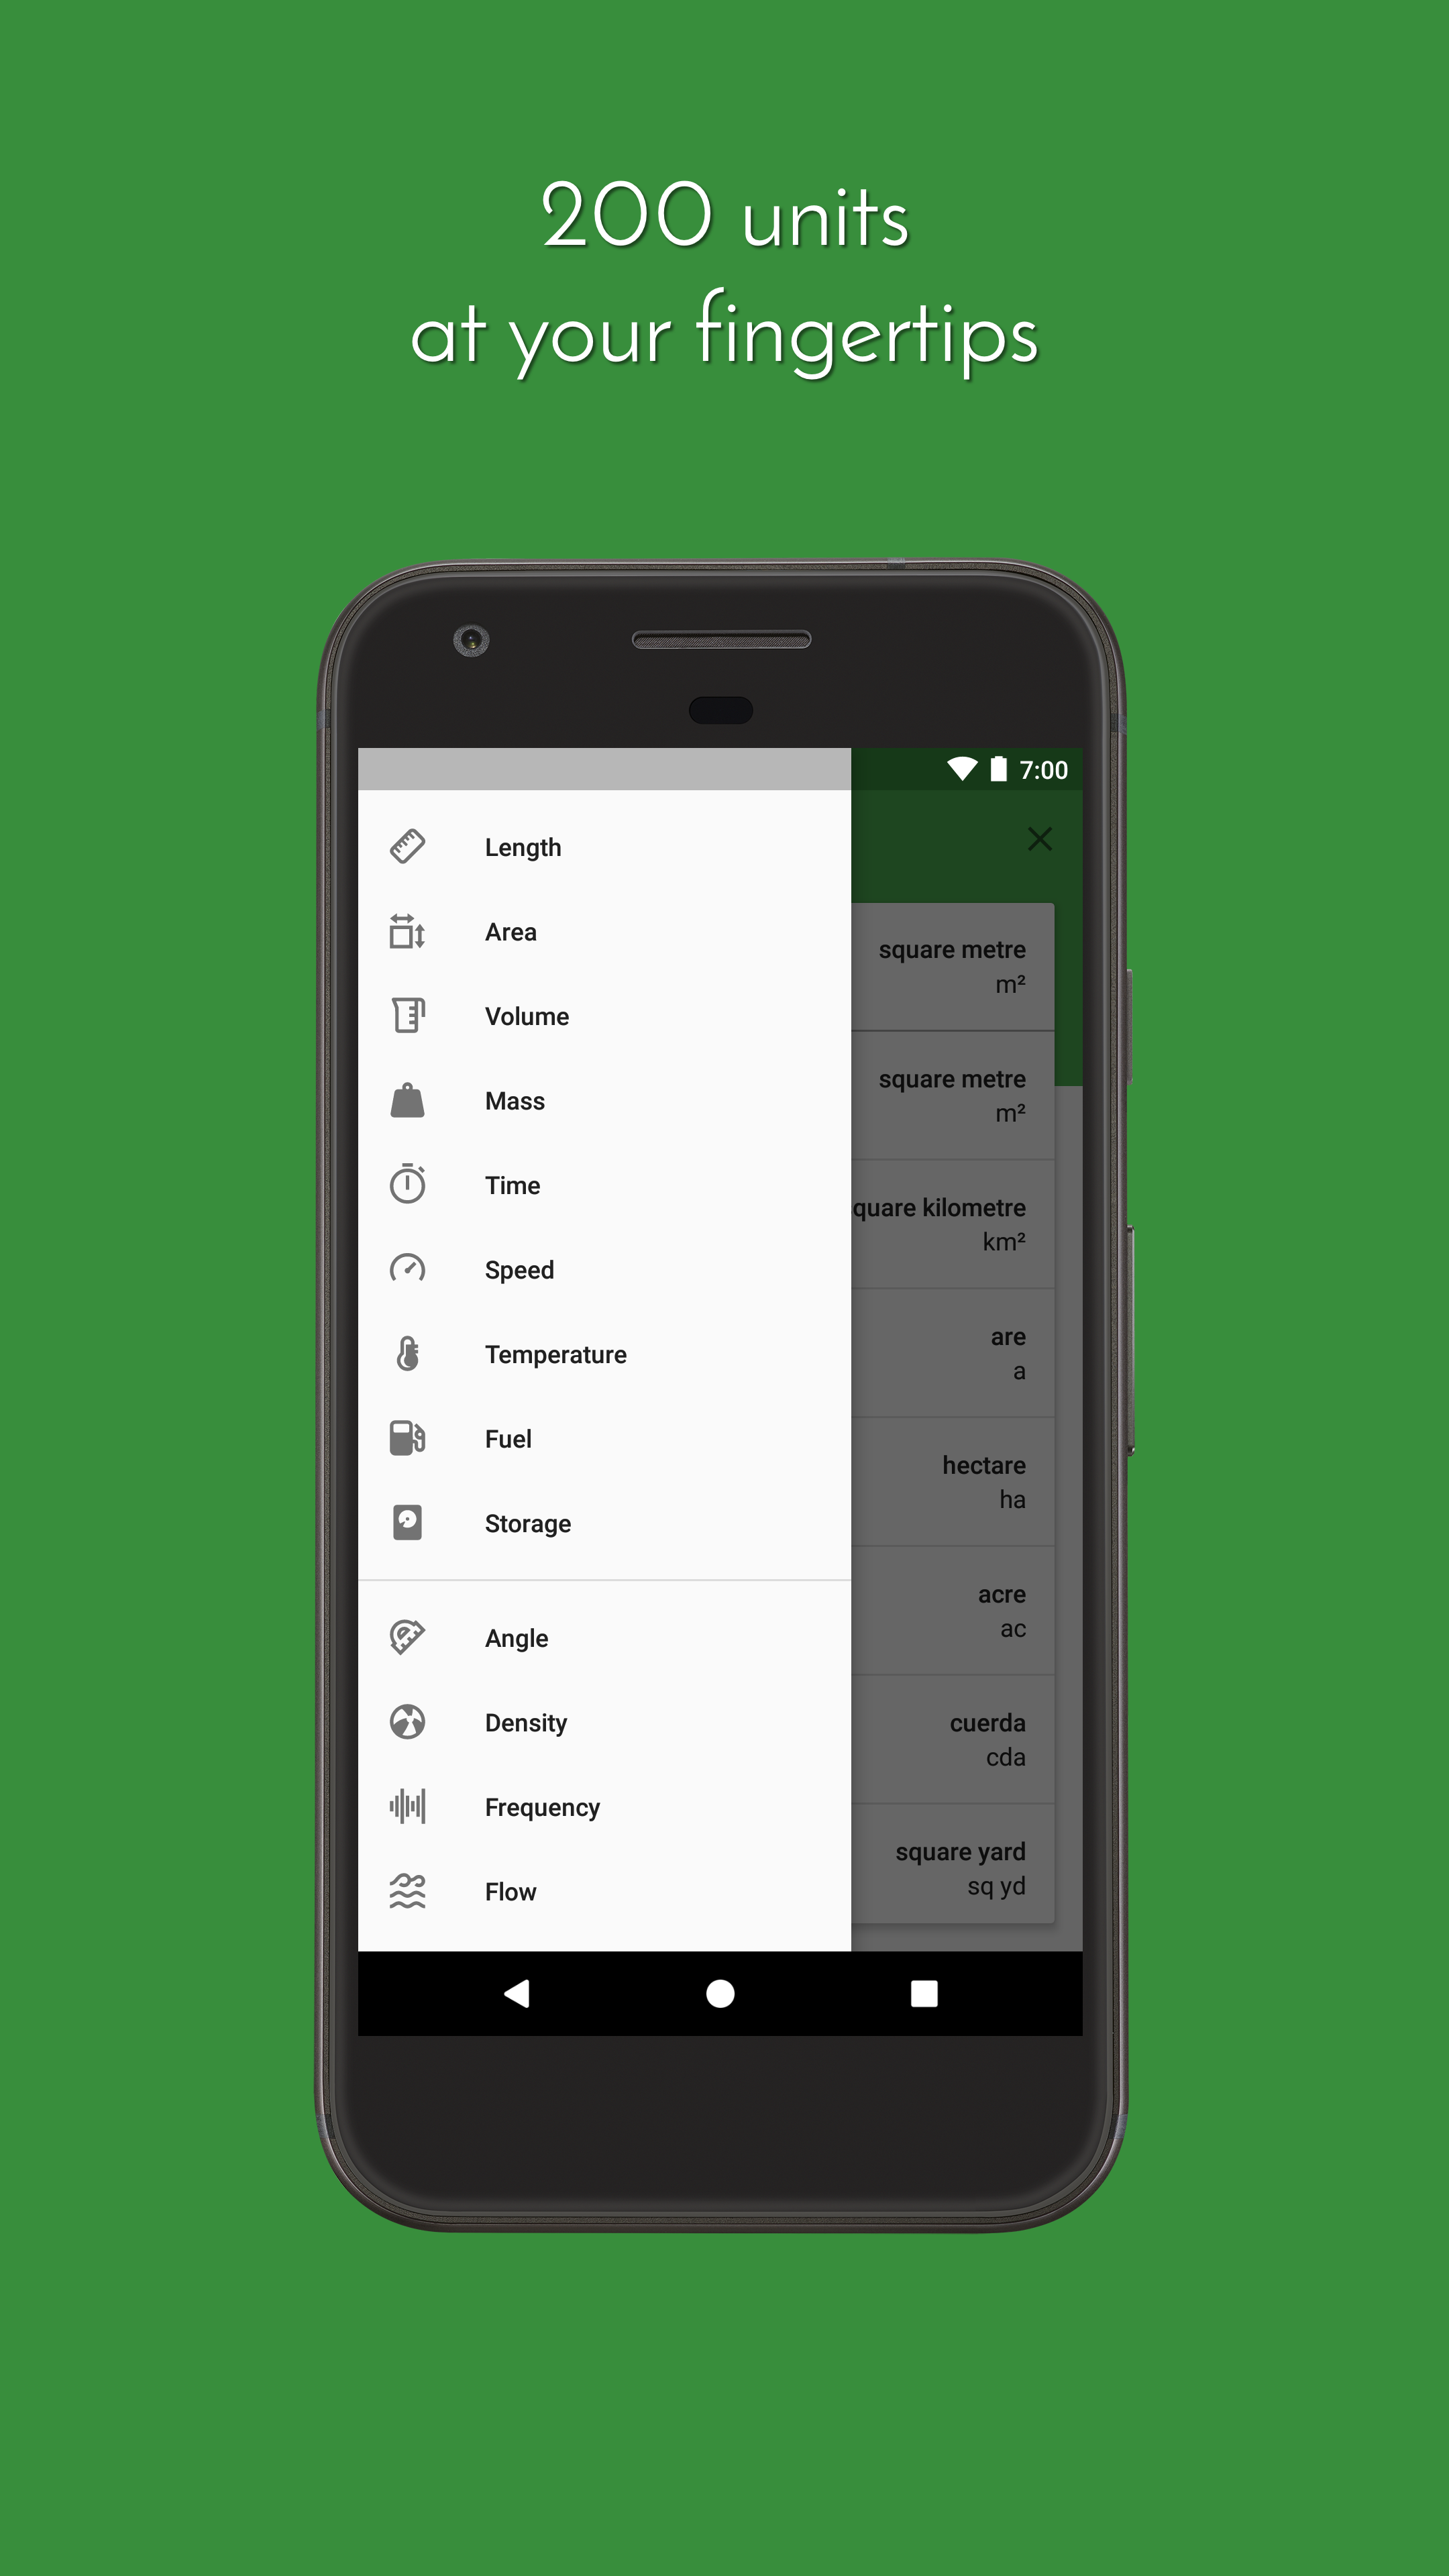 200 units
at your fingertips
7:00
Length
Area
Volume
Mass
Time
Speed
Temperature
Fuel
Storage
Angle
Density
Frequency
Flow
square metre
m²
square metre
m²
quare kilometre
km²
are
a
hectare
ha
acre
ac
cuerda
cda
square yard
sq yd